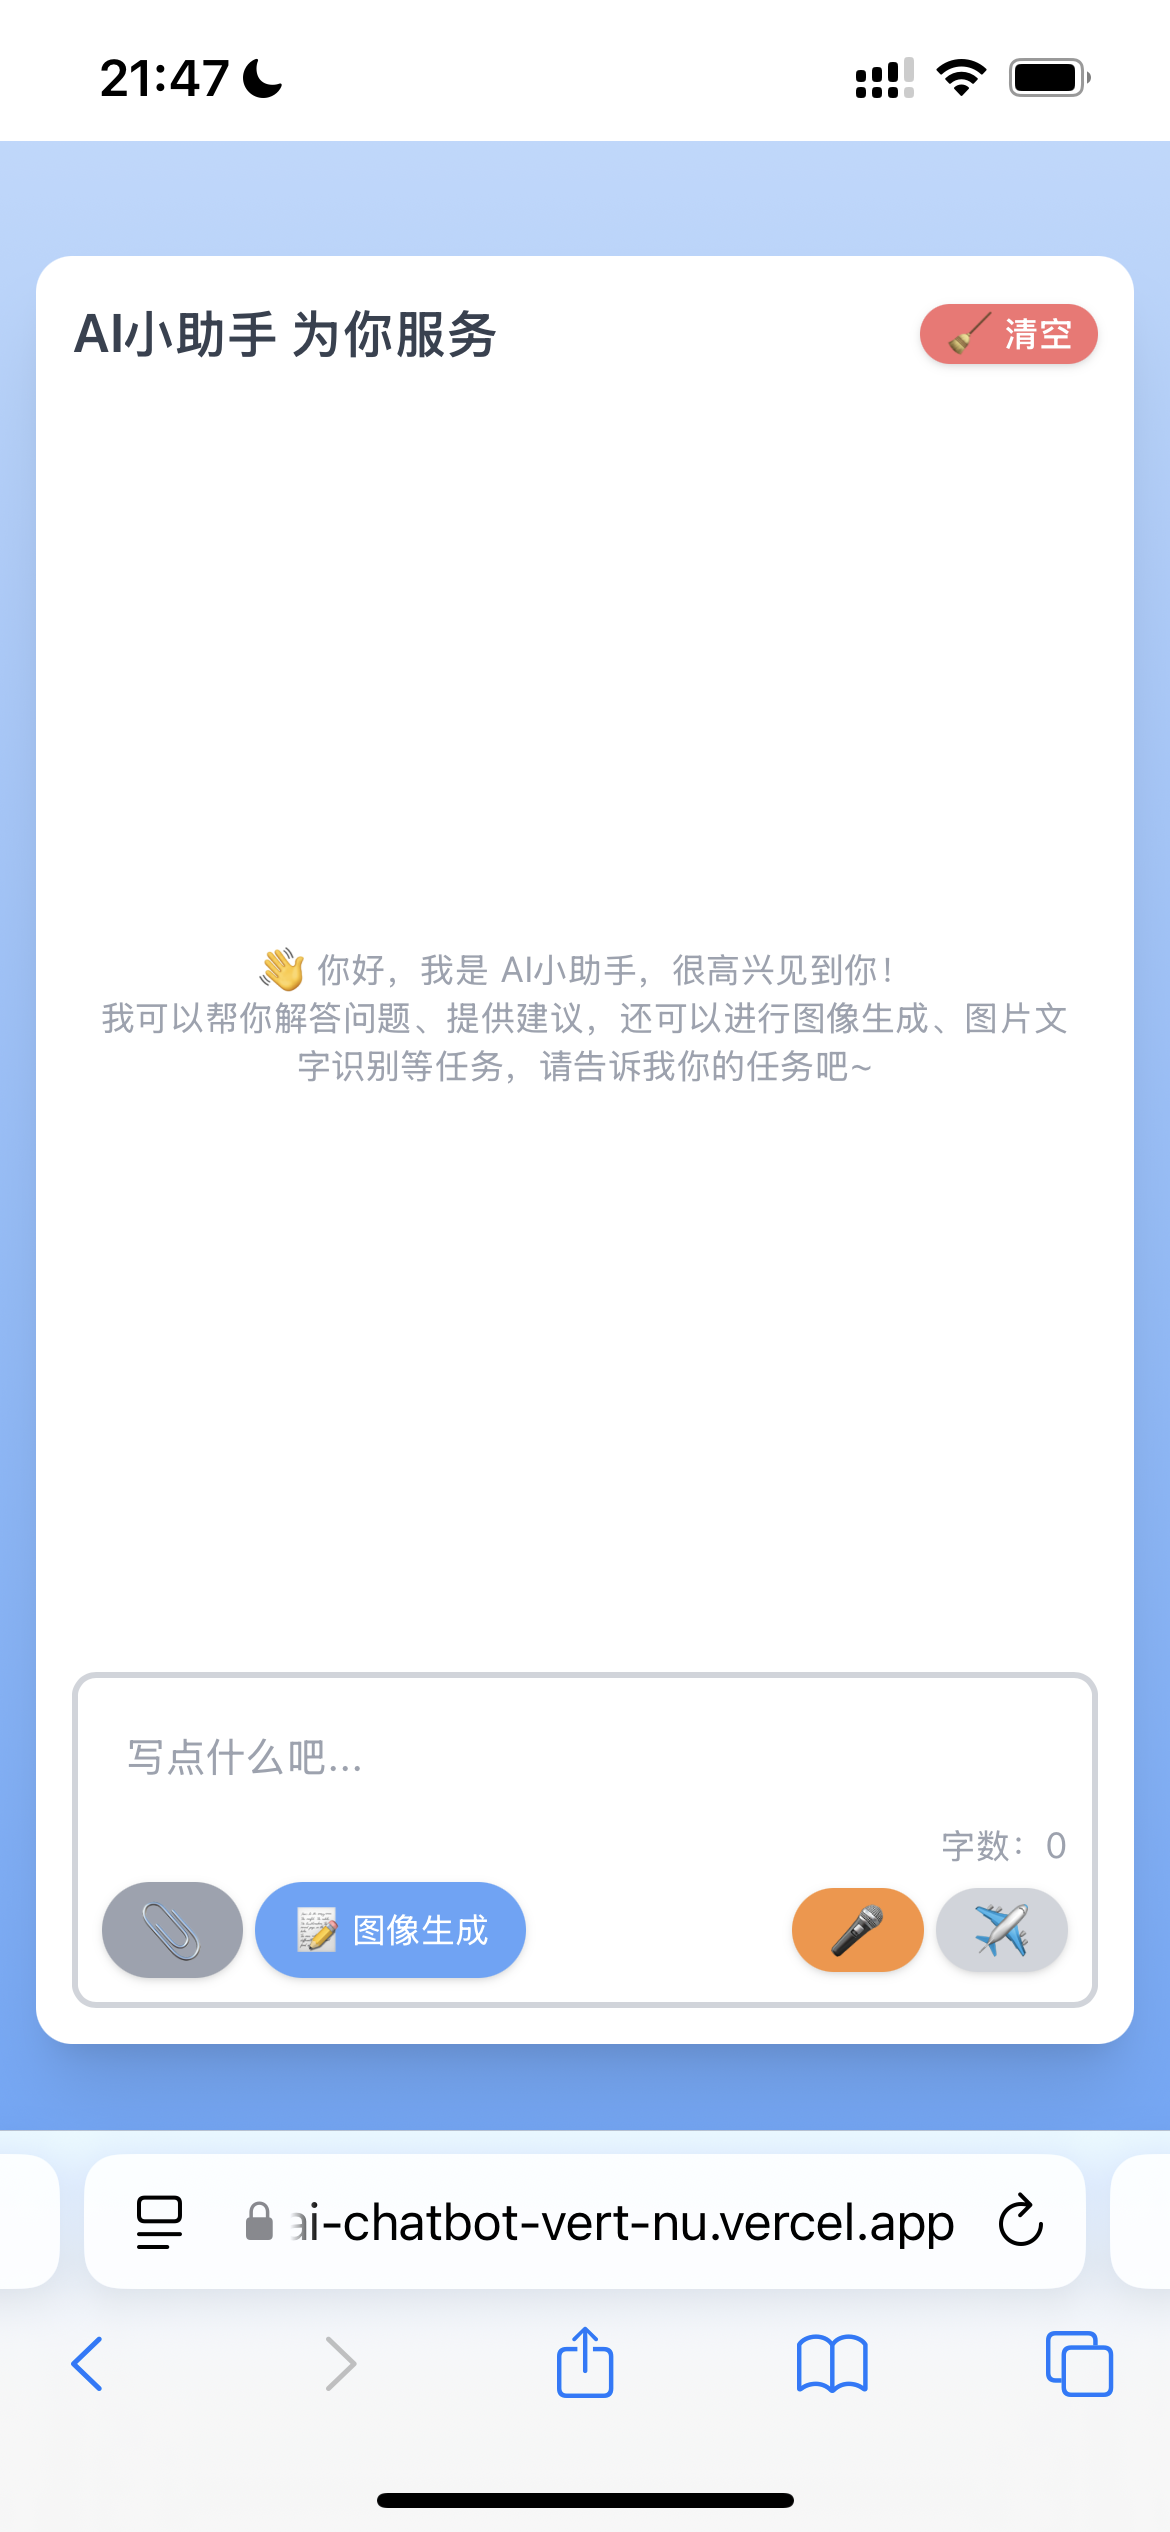 21:47
AI小助手 为你服务
清空
你好，我是 AI小助手，很高兴见到你！
我可以帮你解答问题、提供建议，还可以进行图像生成、图片文
字识别等任务，请告诉我你的任务吧~
写点什么吧...
字数：0
图像生成
ai-chatbot-vert-nu.vercel.app